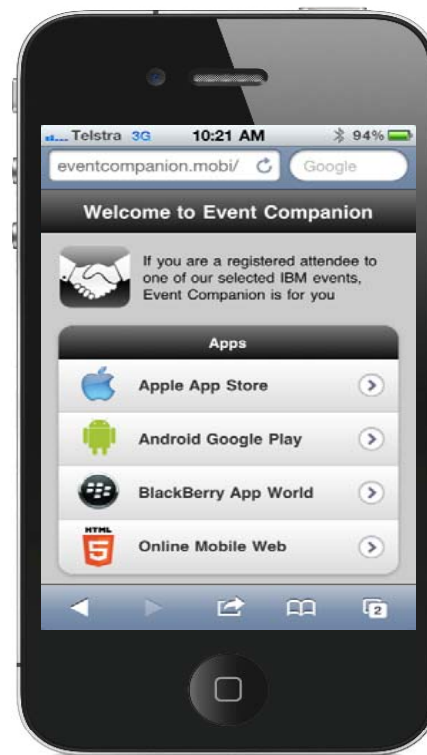 Telstra 3G 10:21 AM 94%
eventcompanion.mobi/ Google
Welcome to Event Companion
If you are a registered attendee to
one of our selected IBM events,
Event Companion is for you
Apps
Apple App Store
Android Google Play
BlackBerry App World
HTML
5
Online Mobile Web
2